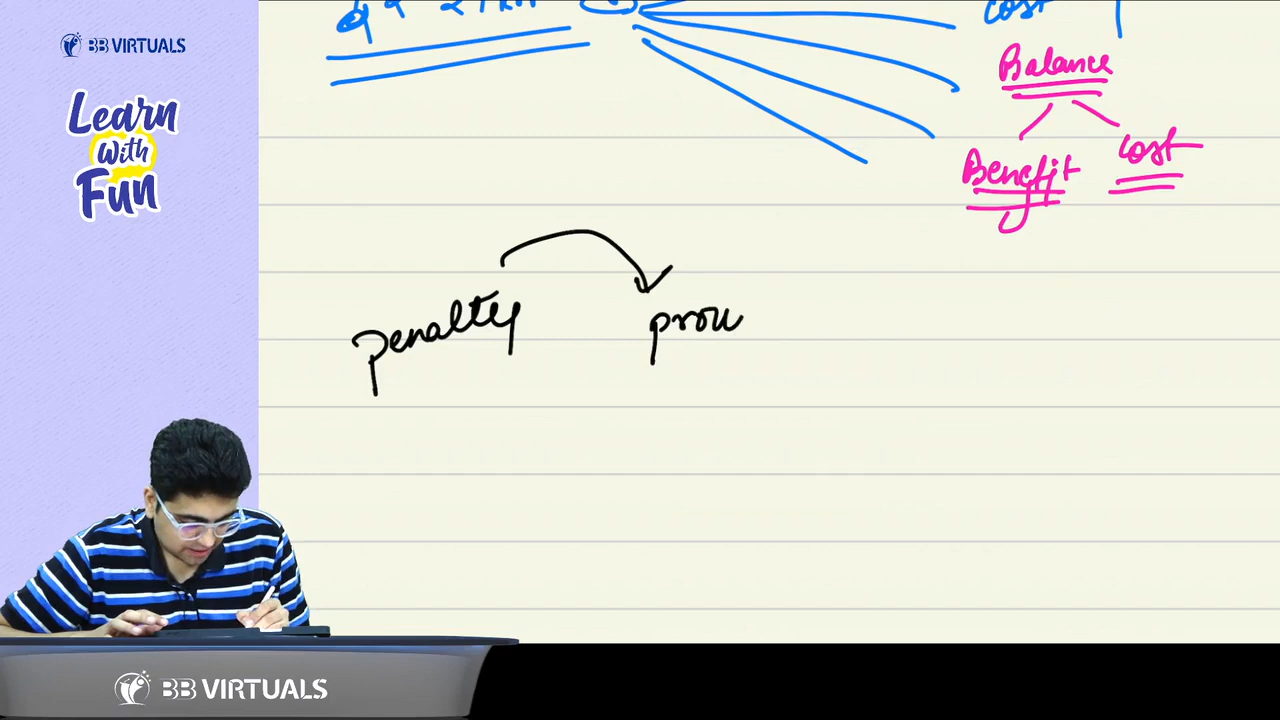 BB VIRTUALS
Learn
With
Fun
cost
Balance
Benefit cost
penalty prou
BB VIRTUALS